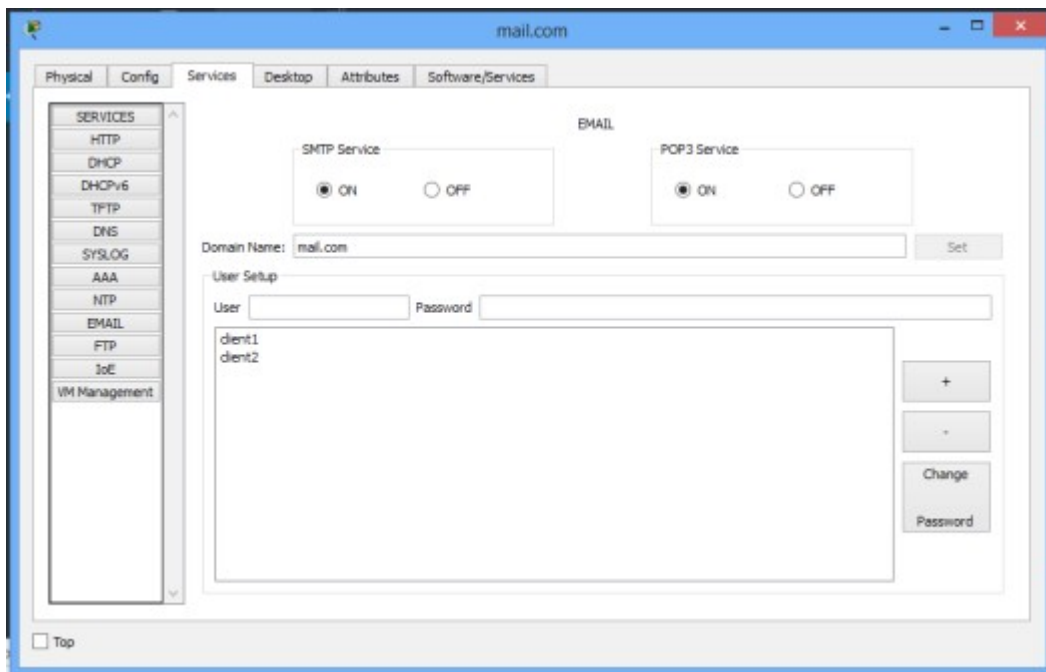 mail.com
Physical Config Services Desktop Attributes Software/Services
SERVICES
HTTP
DHCP
DHCPv6
TFTP
DNS
SYSLOG
AAA
NTP
EMAIL
FTP
IoE
VM Management
EMAIL
SMTP Service
ON OFF
POP3 Service
ON OFF
Domain Name: mail.com Set
User Setup
User Password
client1
client2
+
-
Change
Password
Top